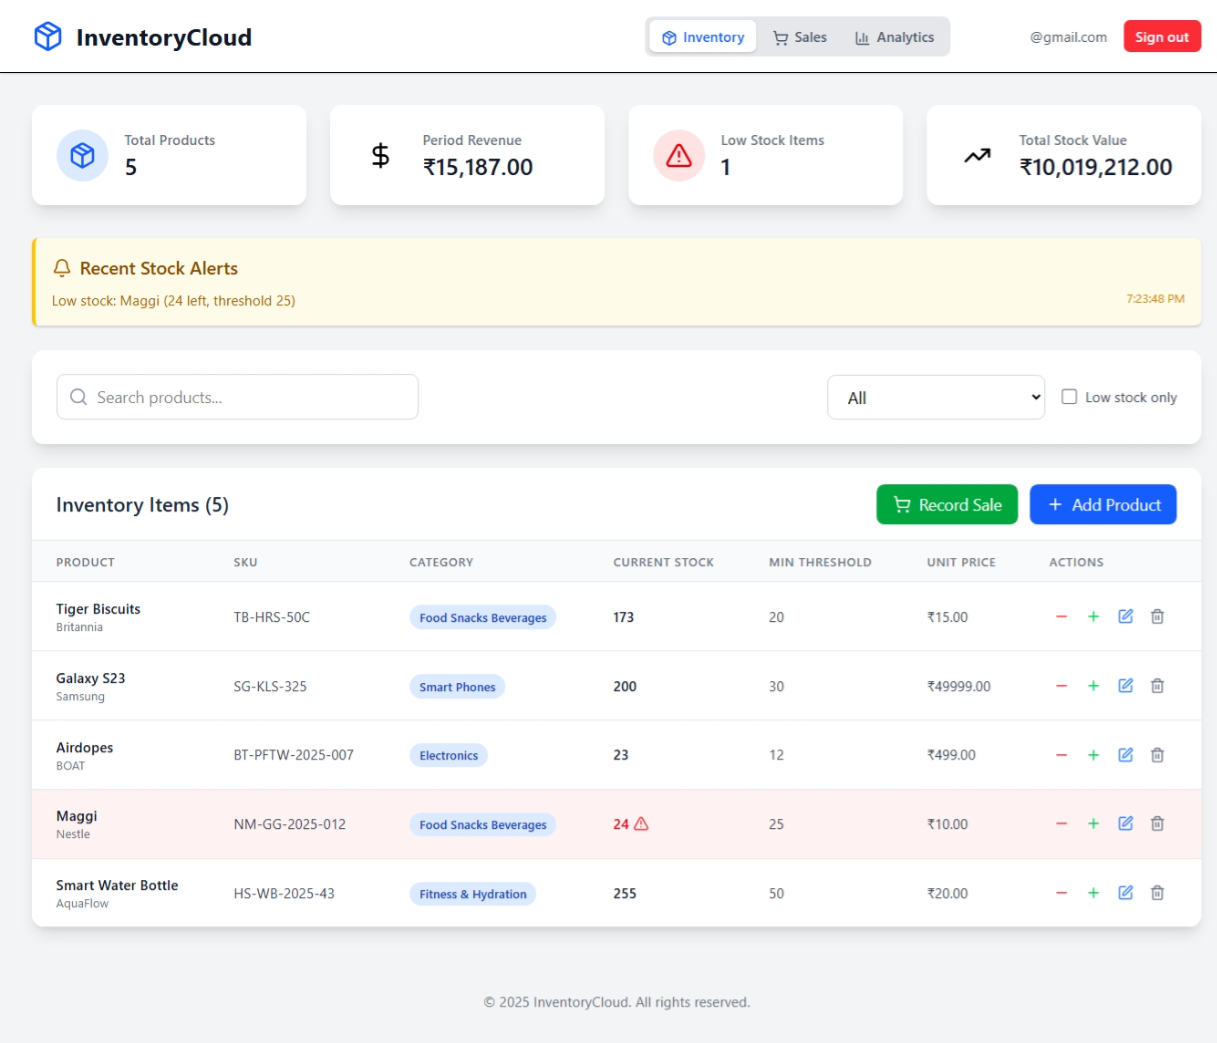 InventoryCloud
Inventory Sales Analytics
@gmail.com Sign out
Total Products
5
Period Revenue
₹15,187.00
Low Stock Items
1
Total Stock Value
₹10,019,212.00
Recent Stock Alerts
Low stock: Maggi (24 left, threshold 25) 7:23:48 PM
Search products... All Low stock only
Inventory Items (5) Record Sale + Add Product
PRODUCT SKU CATEGORY CURRENT STOCK MIN THRESHOLD UNIT PRICE ACTIONS
Tiger Biscuits
Britannia
TB-HRS-50C Food Snacks Beverages 173 20 ₹15.00
Galaxy S23
Samsung
SG-KLS-325 Smart Phones 200 30 ₹49999.00
Airdopes
BOAT
BT-PFTW-2025-007 Electronics 23 12 ₹499.00
Maggi
Nestle
NM-GG-2025-012 Food Snacks Beverages 24 25 ₹10.00
Smart Water Bottle
AquaFlow
HS-WB-2025-43 Fitness & Hydration 255 50 ₹20.00
© 2025 InventoryCloud. All rights reserved.